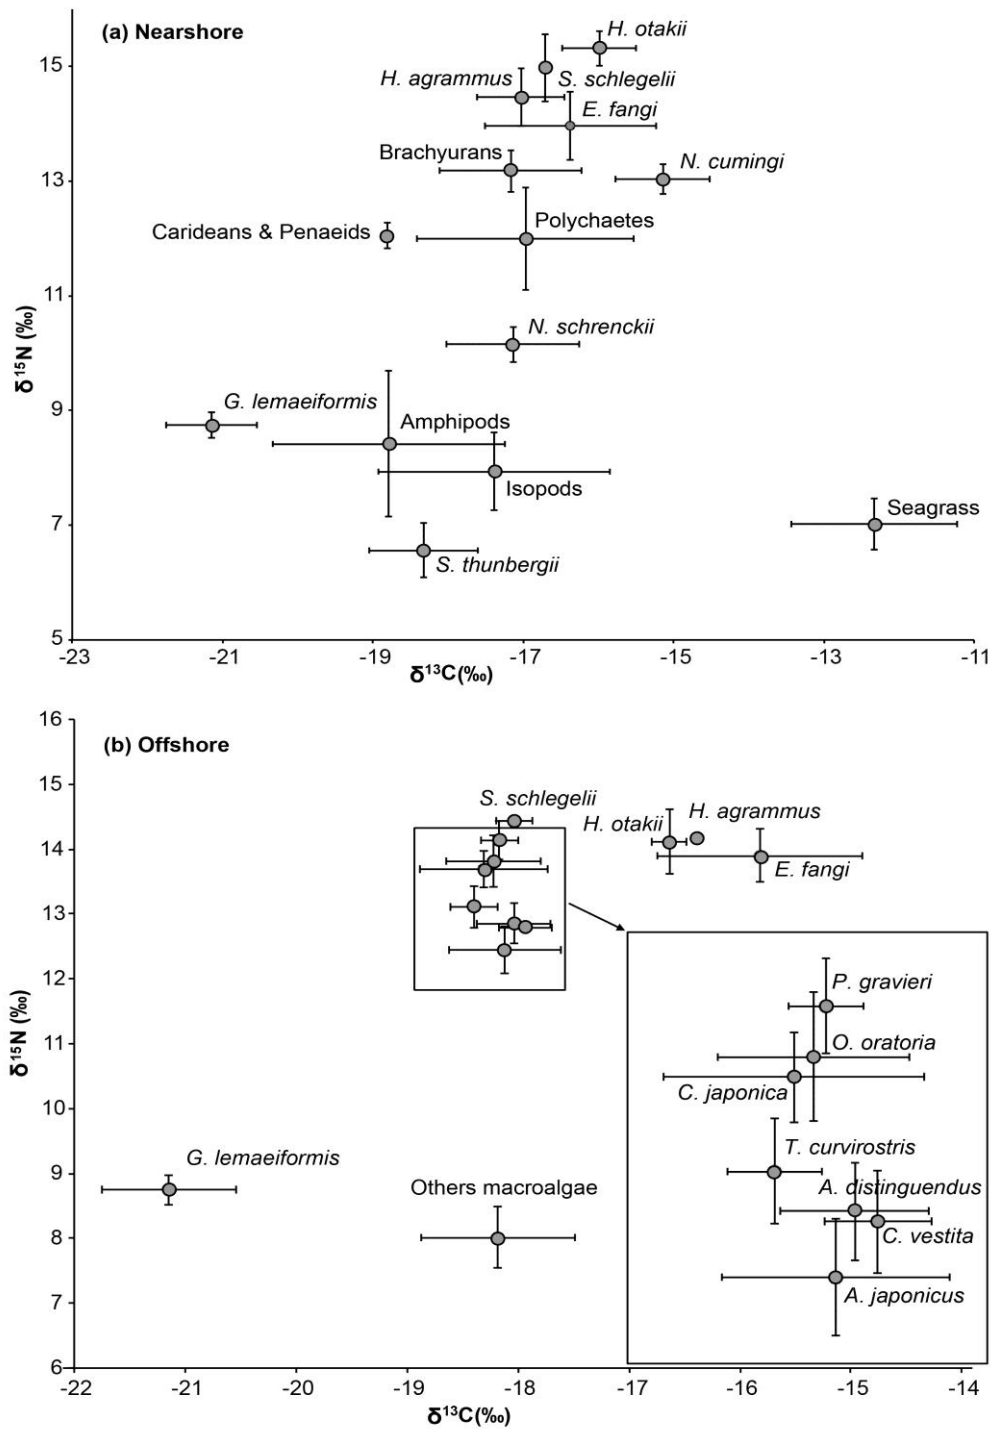 (a) Nearshore
H. otakii
15
S. schlegelii
H. agrammus
E. fangi
Brachyurans
N. cumingi
13
Carideans & Penaeids
Polychaetes
11
N. schrenckii
δ15N (‰)
G. lemaeiformis
9
Amphipods
Isopods
Seagrass
7
S. thunbergii
5
-23 -21 -19 -17 -15 -13 -11
δ13C(‰)
16
(b) Offshore
15
S. schlegelii
H. agrammus
H. otakii
14
E. fangi
13
12
P. gravieri
11
O. oratoria
δ15N (‰)
C. japonica
10
T. curvirostris
G. lemaeiformis
9
Others macroalgae
A. distinguendus
8
C. vestita
A. japonicus
7
6
-22 -21 -20 -19 -18 -17 -16 -15 -14
δ13C(‰)